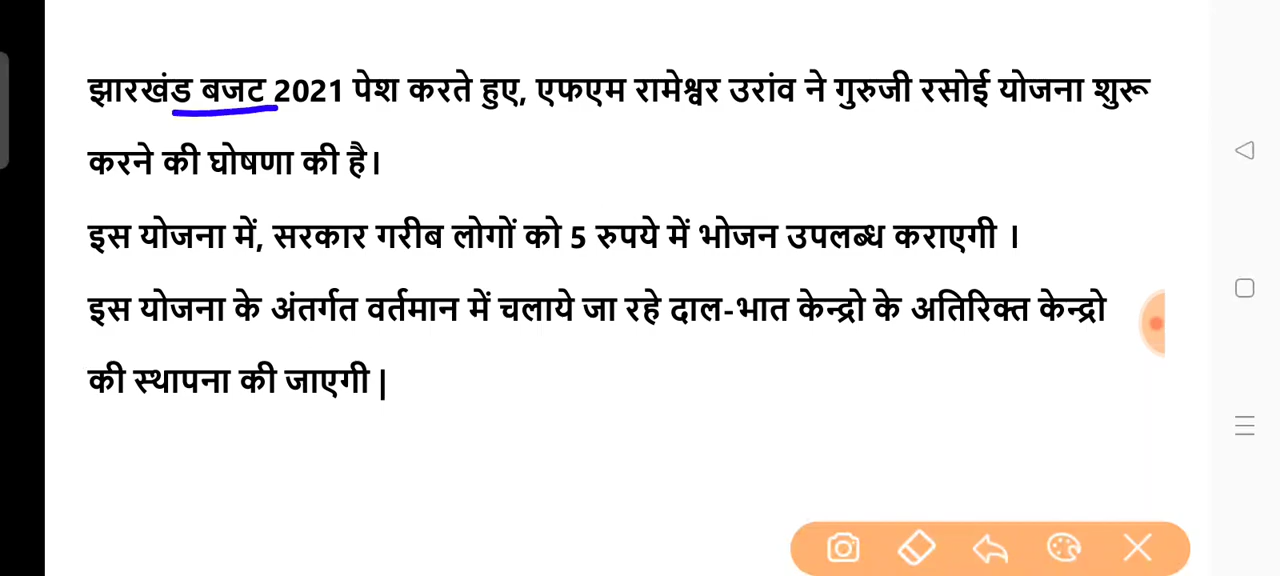 झारखंड बजट 2021 पेश करते हुए, एफएम रामेश्वर उरांव ने गुरुजी रसोई योजना शुरू
करने की घोषणा की है।
इस योजना में, सरकार गरीब लोगों को 5 रुपये में भोजन उपलब्ध कराएगी ।
इस योजना के अंतर्गत वर्तमान में चलाये जा रहे दाल-भात केन्द्रो के अतिरिक्त केन्द्रो
की स्थापना की जाएगी |